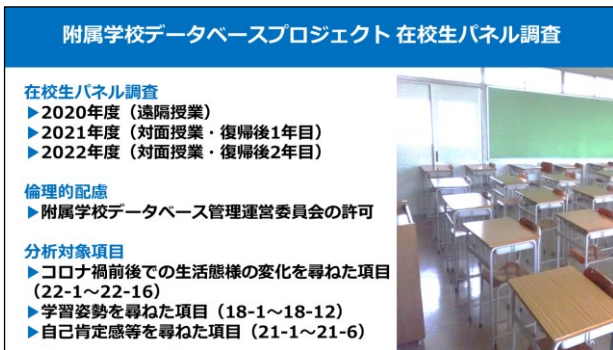 附属学校データベースプロジェクト 在校生パネル調査
在校生パネル調査
▶2020年度（遠隔授業）
▶2021年度（対面授業・復帰後1年目）
▶2022年度（対面授業・復帰後2年目）
倫理的配慮
▶附属学校データベース管理運営委員会の許可
分析対象項目
▶コロナ禍前後での生活態様の変化を尋ねた項目
（22-1～22-16）
▶学習姿勢を尋ねた項目（18-1～18-12）
▶自己肯定感等を尋ねた項目（21-1～21-6）